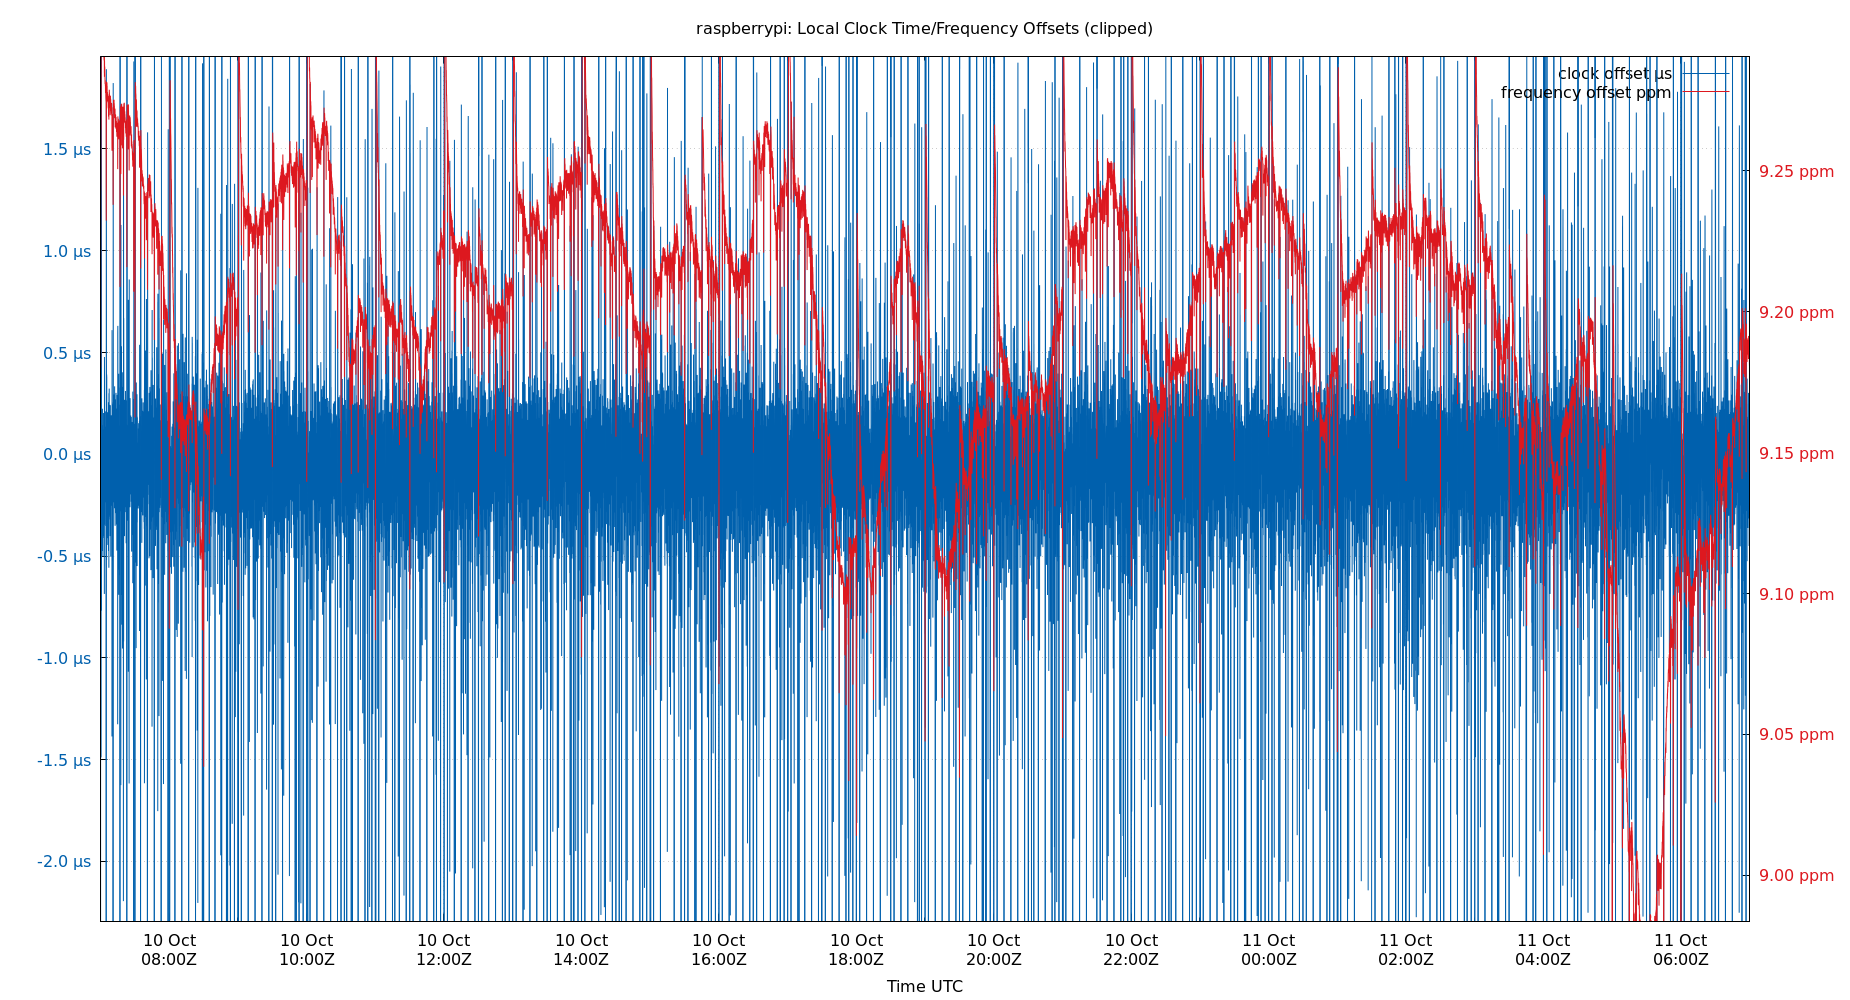 raspberrypi: Local Clock Time/Frequency Offsets (clipped)
clock offset µs
frequency offset ppm
1.5 µs
1.0 µs
0.5 µs
0.0 µs
-0.5 µs
-1.0 µs
-1.5 µs
-2.0 µs
9.25 ppm
9.20 ppm
9.15 ppm
9.10 ppm
9.05 ppm
9.00 ppm
10 Oct 10 Oct 10 Oct 10 Oct 10 Oct 10 Oct 10 Oct 10 Oct 11 Oct 11 Oct 11 Oct 11 Oct
08:00Z 10:00Z 12:00Z 14:00Z 16:00Z 18:00Z 20:00Z 22:00Z 00:00Z 02:00Z 04:00Z 06:00Z
Time UTC